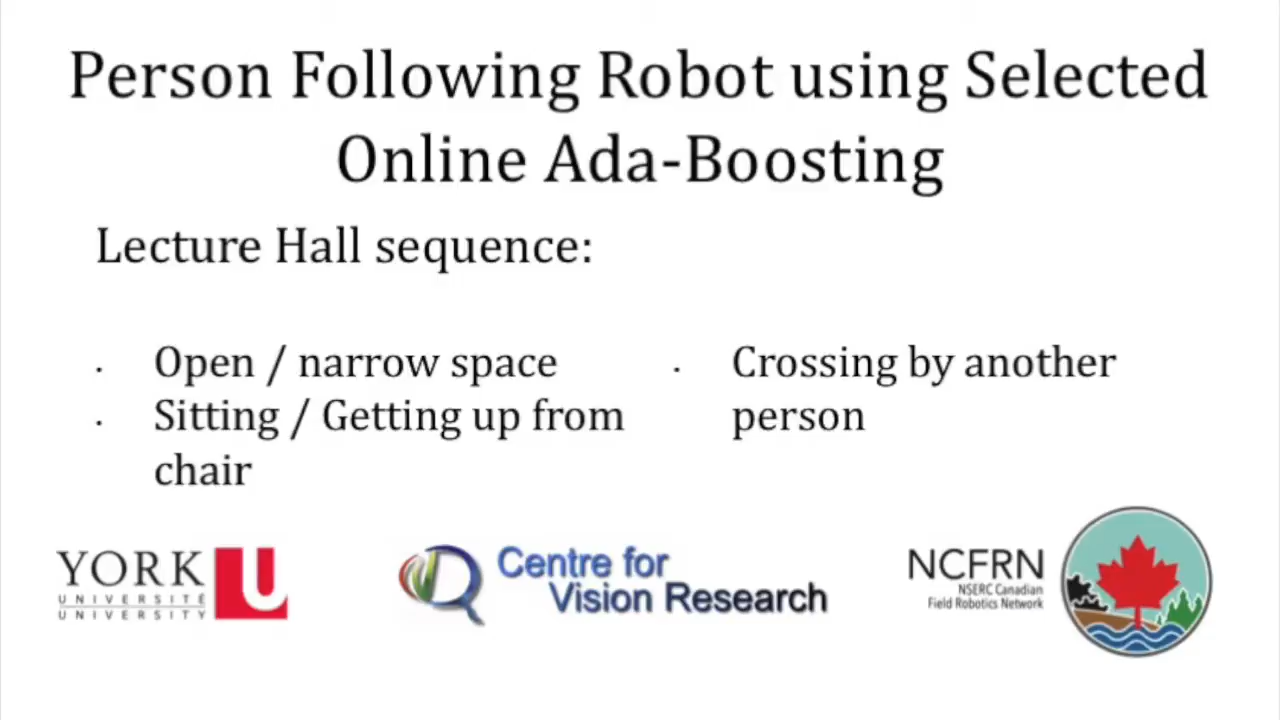 Person Following Robot using Selected
Online Ada-Boosting
Lecture Hall sequence:
· Open / narrow space
· Sitting / Getting up from
chair
· Crossing by another
person
YORK U
UNIVERSITÉ
UNIVERSITY
Centre for
Vision Research
NCFRN
NSERC Canadian
Field Robotics Network